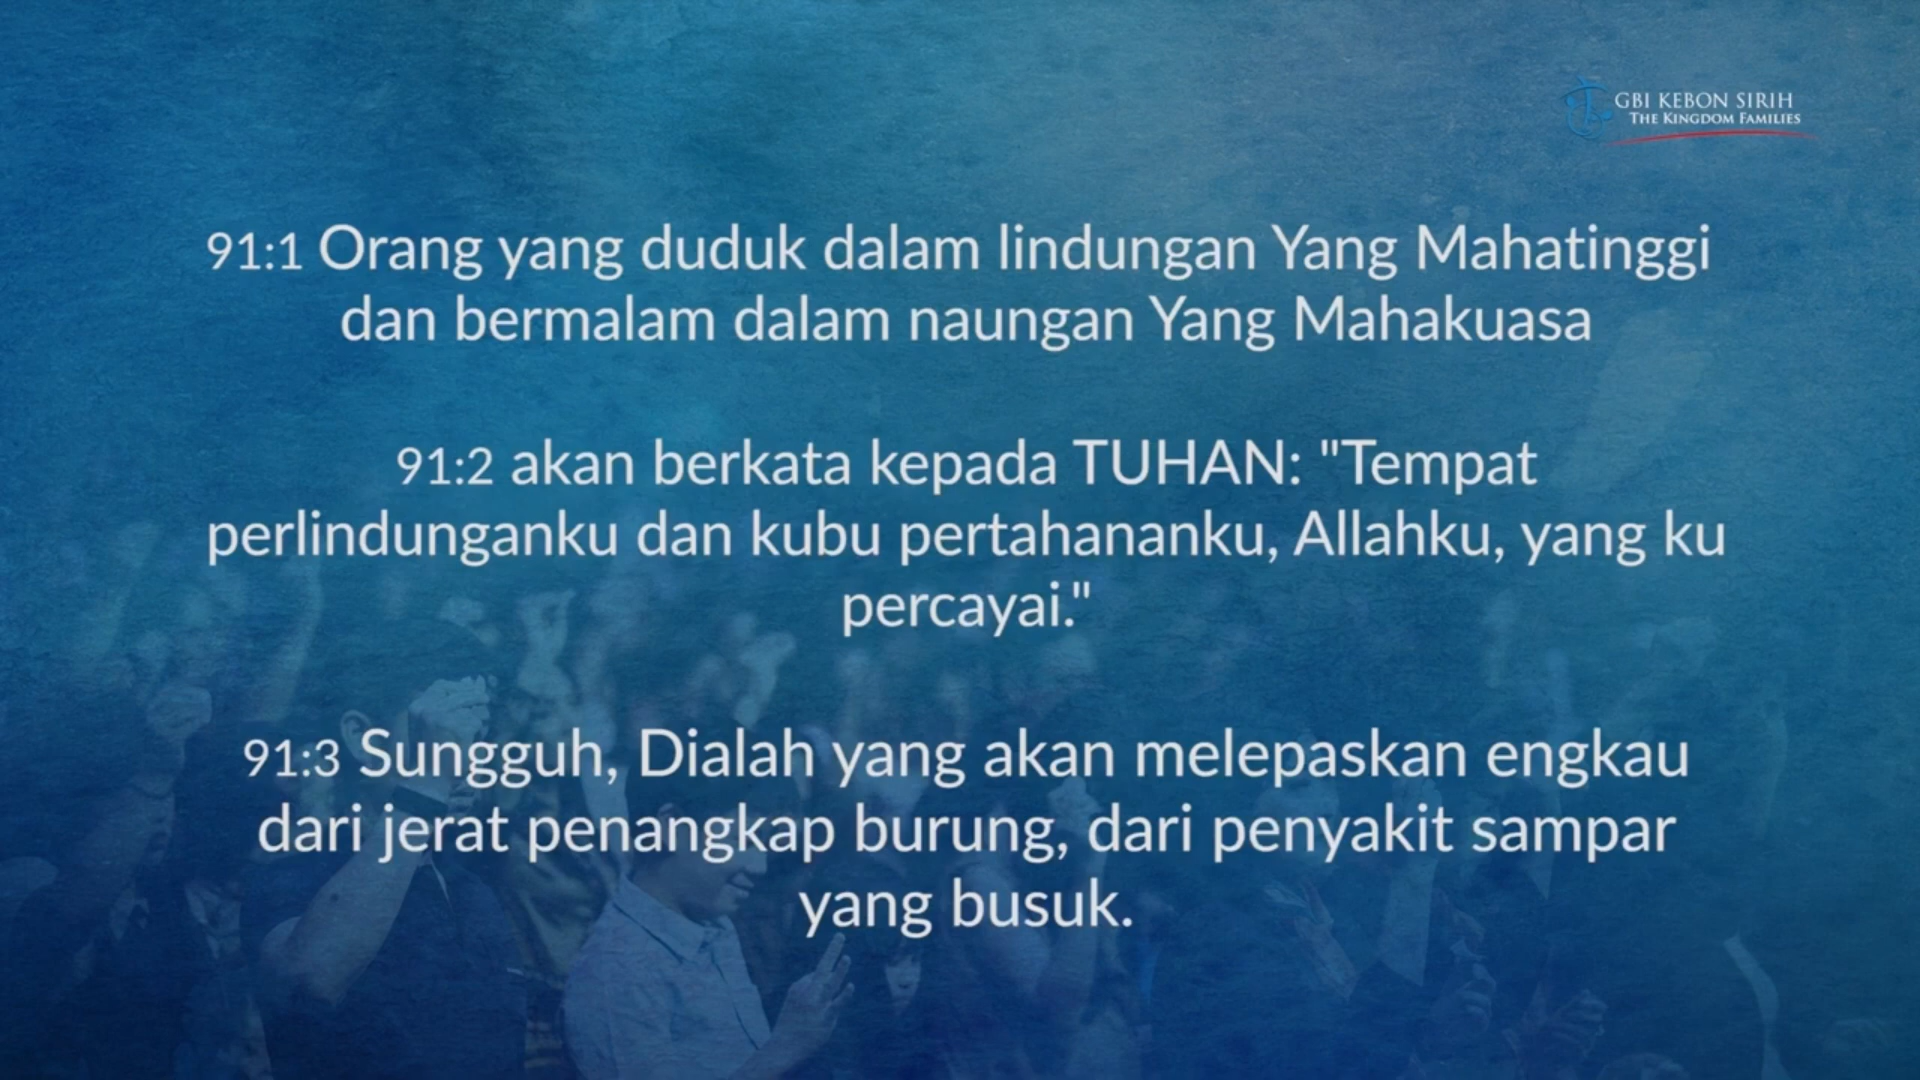 GBI KEBON SIRIH
THE KINGDOM FAMILIES
91:1 Orang yang duduk dalam lindungan Yang Mahatinggi
dan bermalam dalam naungan Yang Mahakuasa
91:2 akan berkata kepada TUHAN: "Tempat
perlindunganku dan kubu pertahananku, Allahku, yang ku
percayai."
91:3 Sungguh, Dialah yang akan melepaskan engkau
dari jerat penangkap burung, dari penyakit sampar
yang busuk.